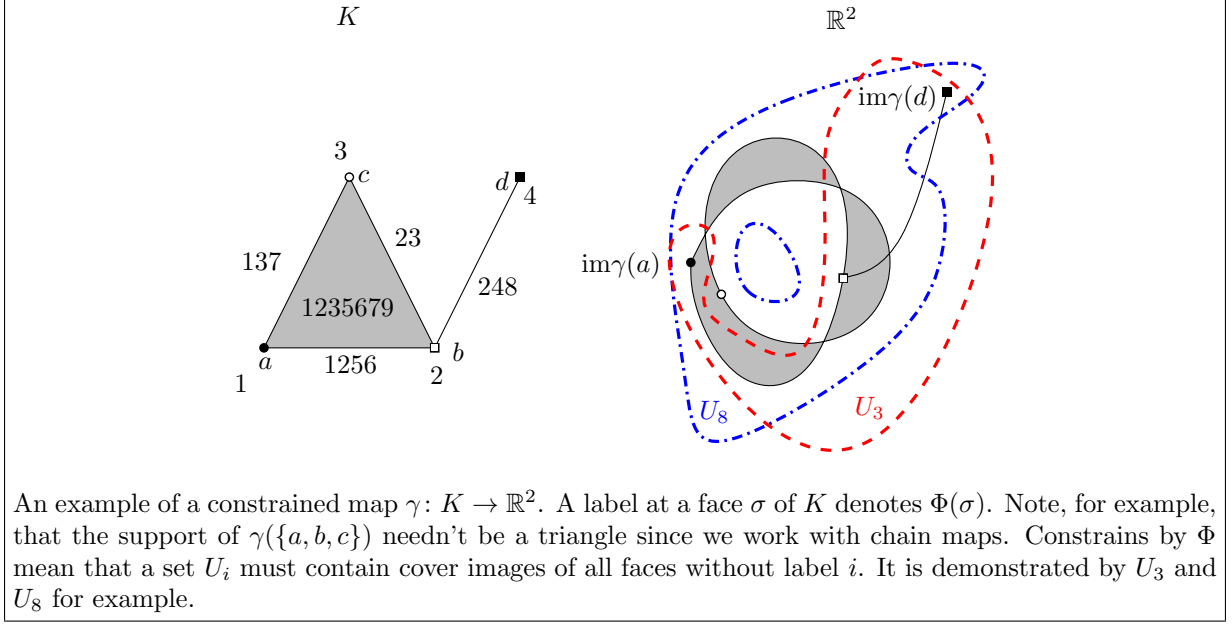 K
ℝ²
imγ(d)
3
c
d
4
23
137
imγ(a)
248
1235679
a
1256
b
1
2
U₈
U₃
An example of a constrained map γ: K → ℝ². A label at a face σ of K denotes Φ(σ). Note, for example,
that the support of γ({a, b, c}) needn't be a triangle since we work with chain maps. Constrains by Φ
mean that a set Uᵢ must contain cover images of all faces without label i. It is demonstrated by U₃ and
U₈ for example.